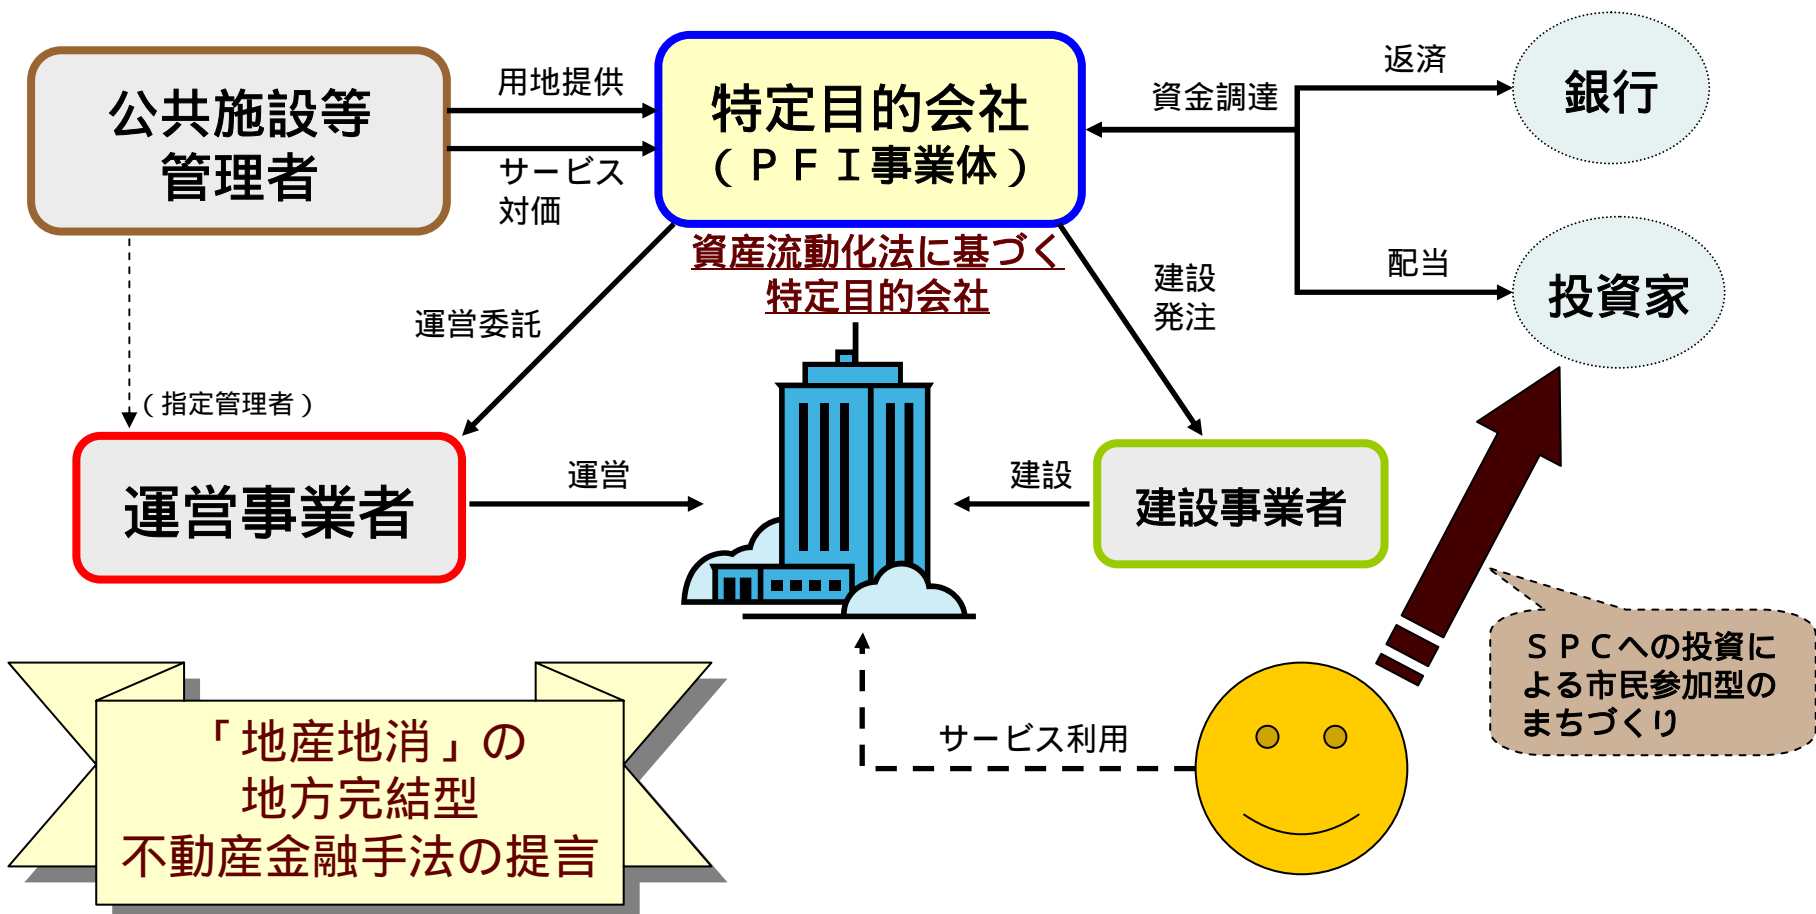 公共施設等
管理者
用地提供
サービス
対価
特定目的会社
（ＰＦＩ事業体）
資産流動化法に基づく
特定目的会社
資金調達
返済
銀行
配当
投資家
運営委託
建設
発注
（指定管理者）
運営事業者
運営
建設
建設事業者
ＳＰＣへの投資に
よる市民参加型の
まちづくり
サービス利用
「地産地消」の
地方完結型
不動産金融手法の提言